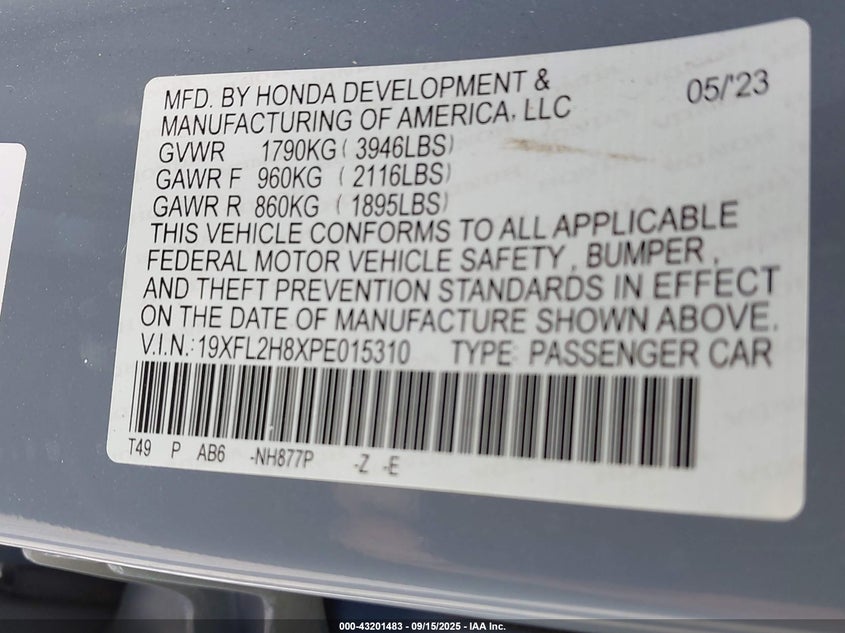 MFD. BY HONDA DEVELOPMENT & 05/'23
MANUFACTURING OF AMERICA, LLC
GVWR 1790KG ( 3946LBS)
GAWR F 960KG ( 2116LBS)
GAWR R 860KG ( 1895LBS)
THIS VEHICLE CONFORMS TO ALL APPLICABLE
FEDERAL MOTOR VEHICLE SAFETY , BUMPER ,
AND THEFT PREVENTION STANDARDS IN EFFECT
ON THE DATE OF MANUFACTURE SHOWN ABOVE.
V.I.N.: 19XFL2H8XPE015310 TYPE: PASSENGER CAR
T49 P AB6 -NH877P -Z -E
000-43201483 - 09/15/2025 - IAA Inc.